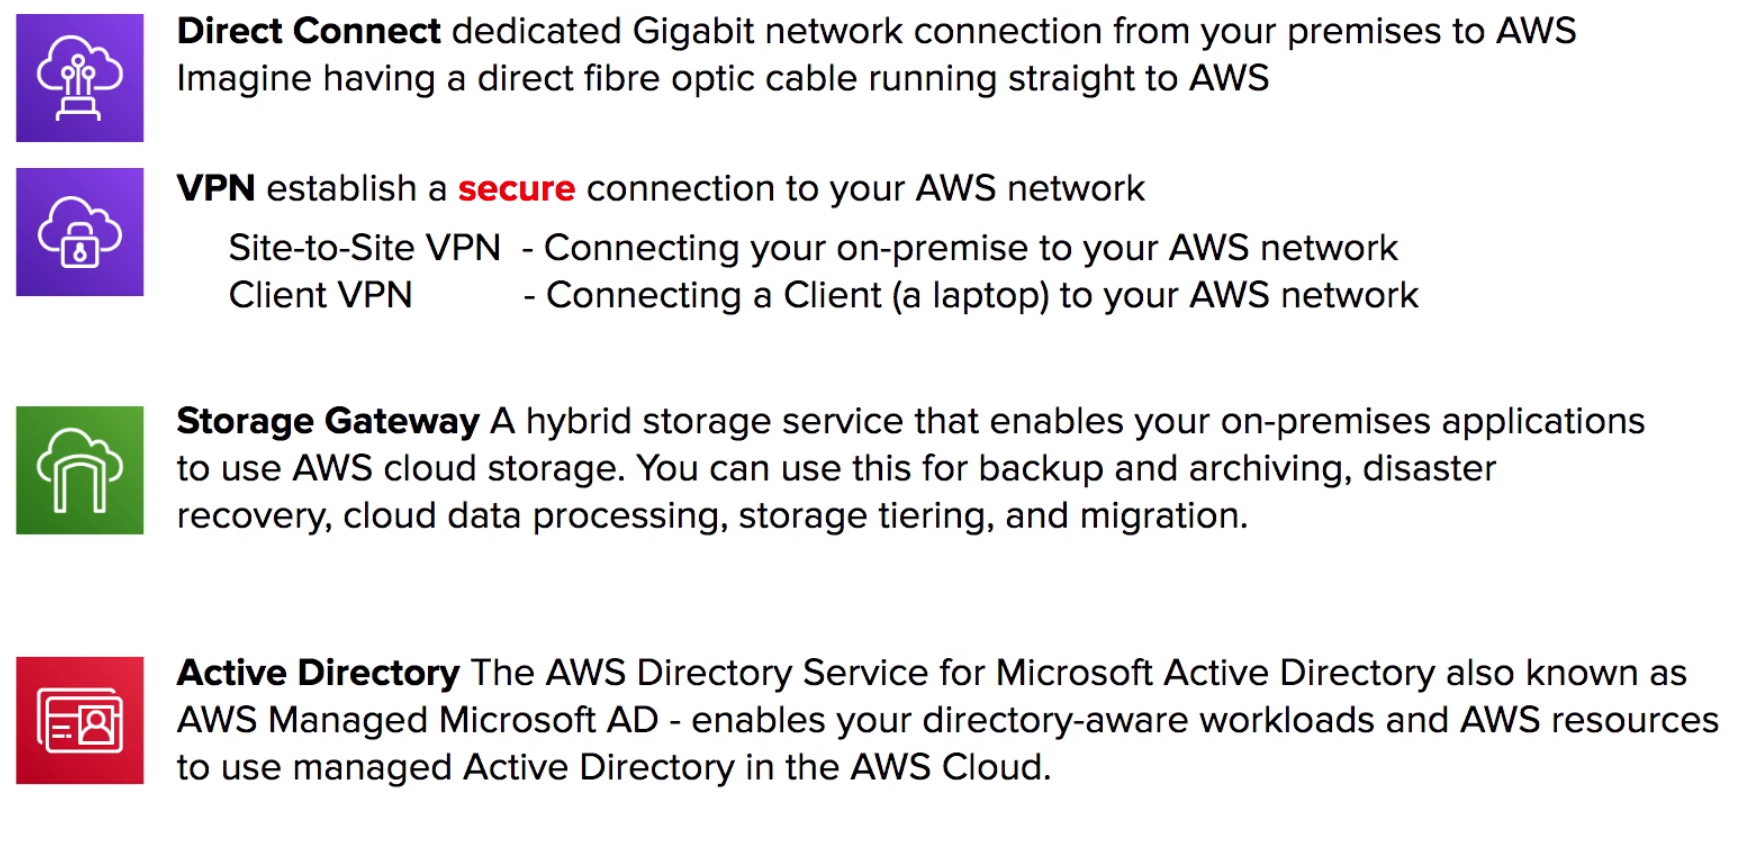 Direct Connect dedicated Gigabit network connection from your premises to AWS
Imagine having a direct fibre optic cable running straight to AWS
VPN establish a secure connection to your AWS network
Site-to-Site VPN - Connecting your on-premise to your AWS network
Client VPN - Connecting a Client (a laptop) to your AWS network
Storage Gateway A hybrid storage service that enables your on-premises applications
to use AWS cloud storage. You can use this for backup and archiving, disaster
recovery, cloud data processing, storage tiering, and migration.
Active Directory The AWS Directory Service for Microsoft Active Directory also known as
AWS Managed Microsoft AD - enables your directory-aware workloads and AWS resources
to use managed Active Directory in the AWS Cloud.